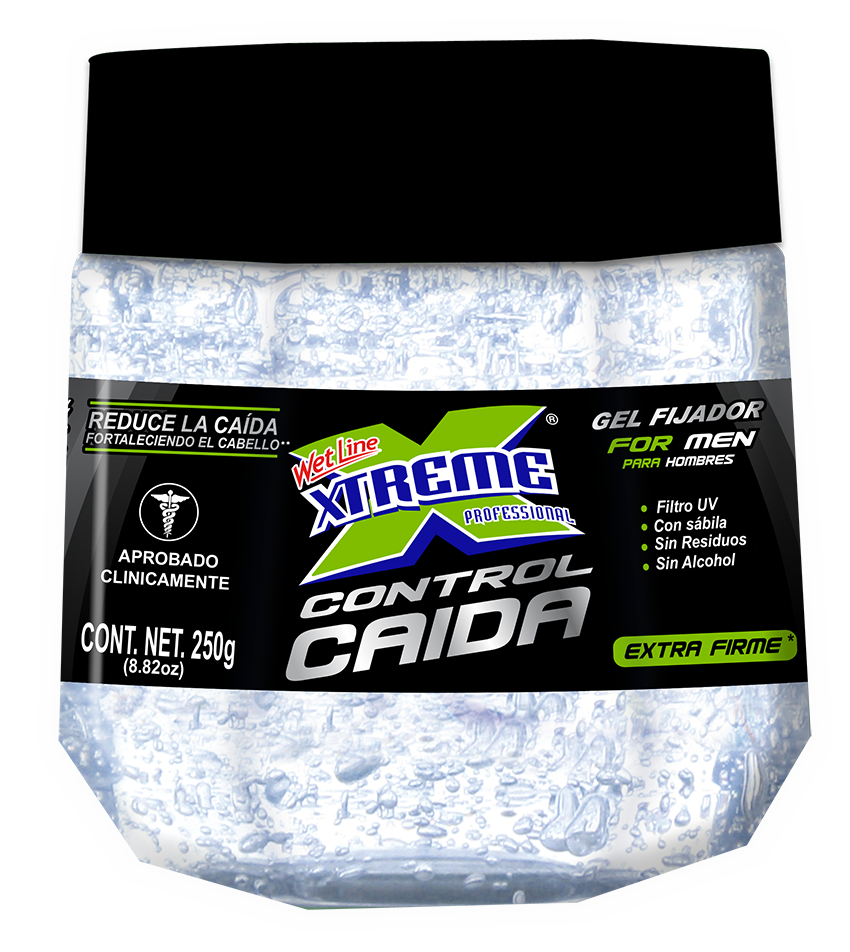 REDUCE LA CAÍDA
FORTALECIENDO EL CABELLO**
APROBADO
CLINICAMENTE
CONT. NET. 250g
(8.82oz)
Wet Line
XTREME ®
PROFESSIONAL
CONTROL
CAIDA
GEL FIJADOR
FOR MEN
PARA HOMBRES
• Filtro UV
• Con sábila
• Sin Residuos
• Sin Alcohol
EXTRA FIRME*